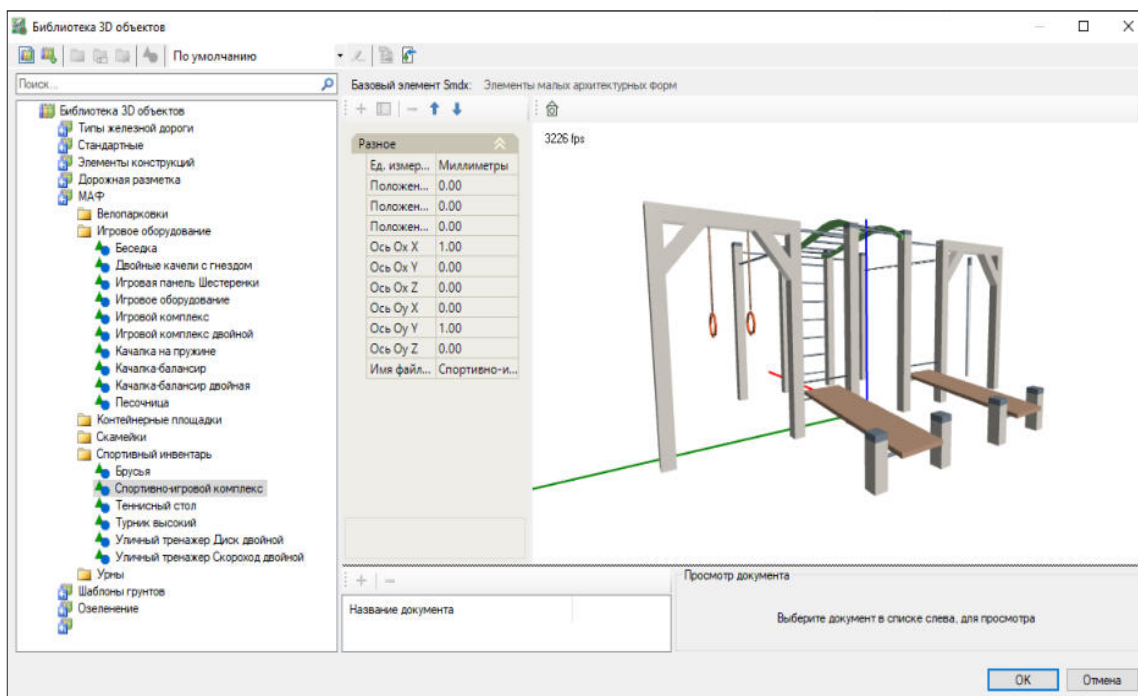 Библиотека 3D объектов
По умолчанию
Поиск...
Библиотека 3D объектов
Типы железной дороги
Стандартные
Элементы конструкций
Дорожная разметка
МАФ
Велопарковки
Игровое оборудование
Беседка
Двойные качели с гнездом
Игровая панель Шестеренки
Игровое оборудование
Игровой комплекс
Игровой комплекс двойной
Качалка на пружине
Качалка-балансир
Качалка-балансир двойная
Песочница
Контейнерные площадки
Скамейки
Спортивный инвентарь
Брусья
Спортивно-игровой комплекс
Теннисный стол
Турник высокий
Уличный тренажер Диск двойной
Уличный тренажер Скороход двойной
Урны
Шаблоны грунтов
Озеленение
Базовый элемент Smdx: Элементы малых архитектурных форм
Разное
Ед. измер... Миллиметры
Положен... 0.00
Положен... 0.00
Положен... 0.00
Ось Ox X 1.00
Ось Ox Y 0.00
Ось Ox Z 0.00
Ось Oy X 0.00
Ось Oy Y 1.00
Ось Oy Z 0.00
Имя файл... Спортивно-и...
3226 fps
Название документа
Просмотр документа
Выберите документ в списке слева, для просмотра
OK
Отмена